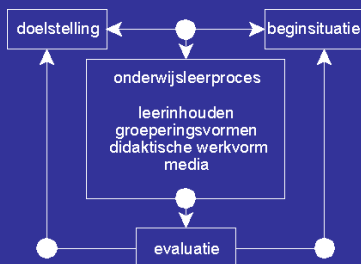 doelstelling
beginsituatie
onderwijsleerproces
leerinhouden
groeperingsvormen
didaktische werkvorm
media
evaluatie